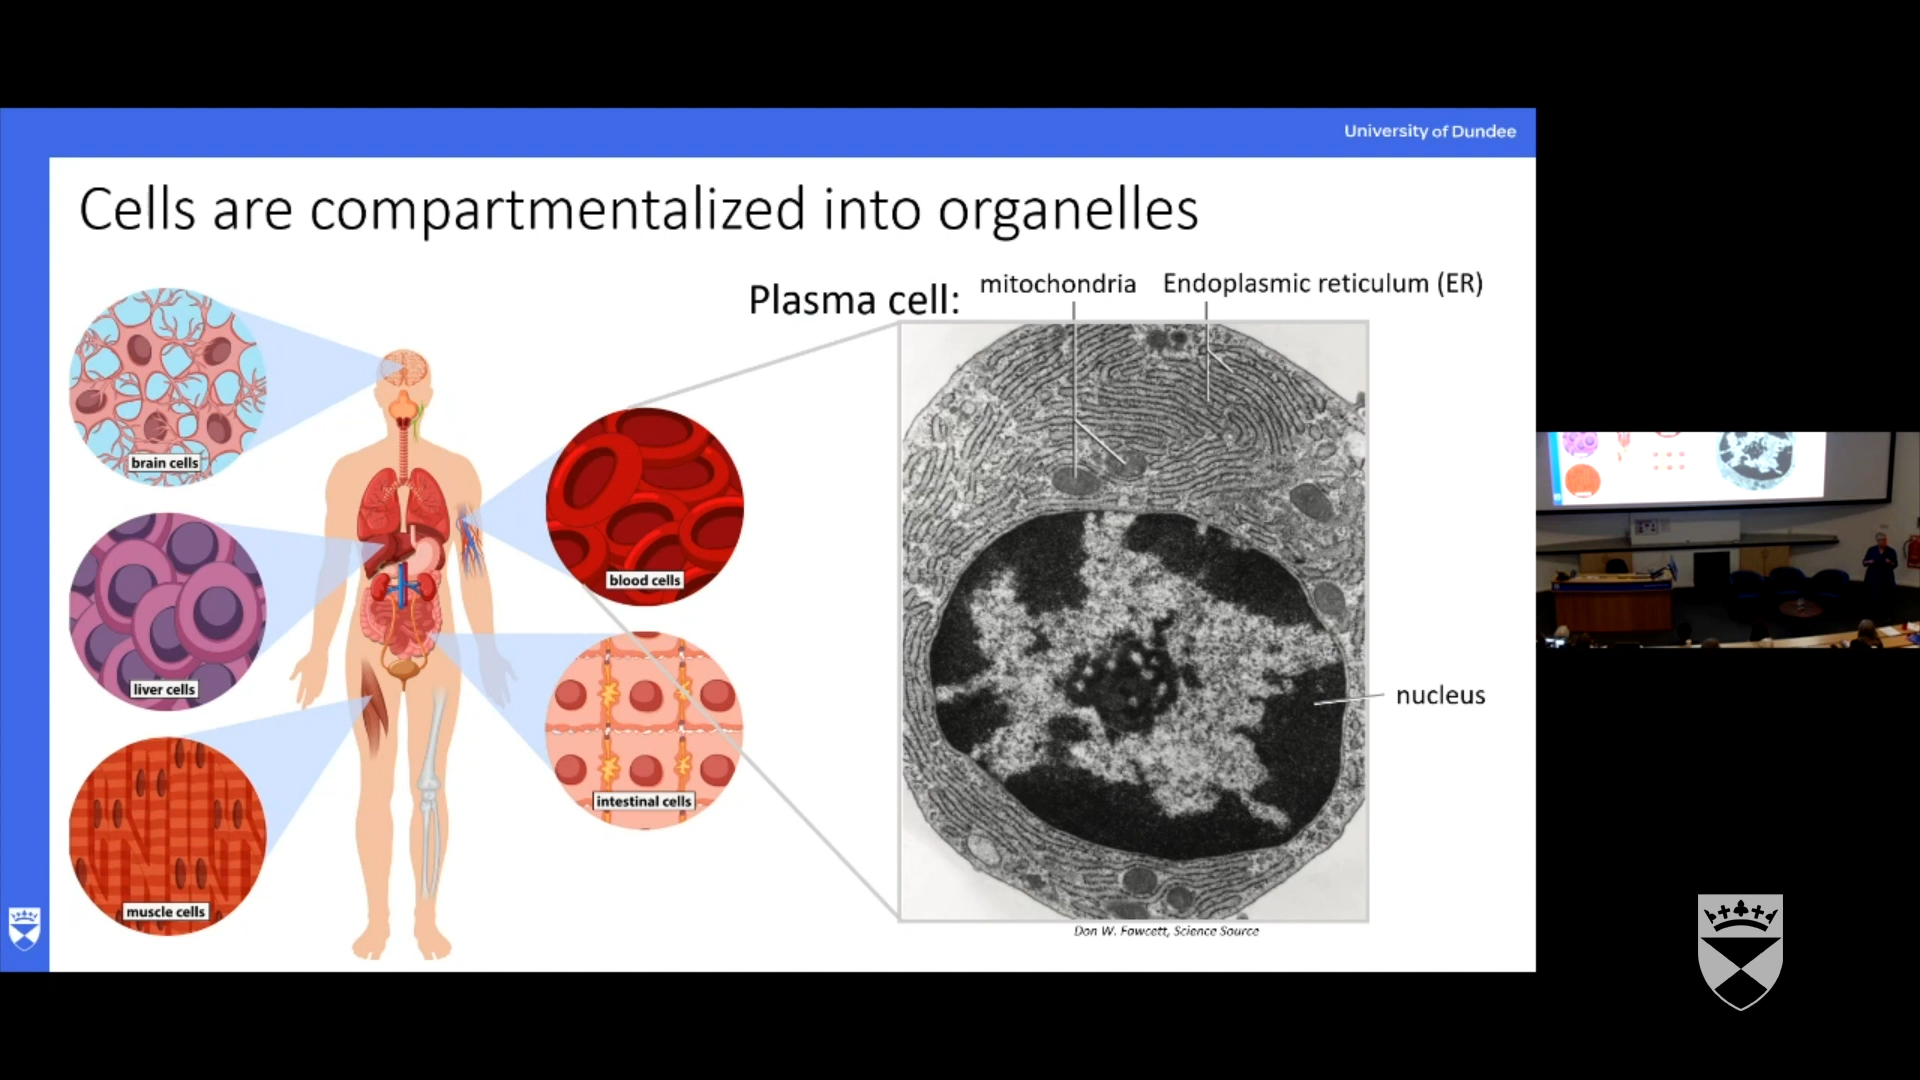 University of Dundee
Cells are compartmentalized into organelles
Plasma cell:
mitochondria
Endoplasmic reticulum (ER)
brain cells
blood cells
liver cells
nucleus
intestinal cells
muscle cells
Don W. Fawcett, Science Source